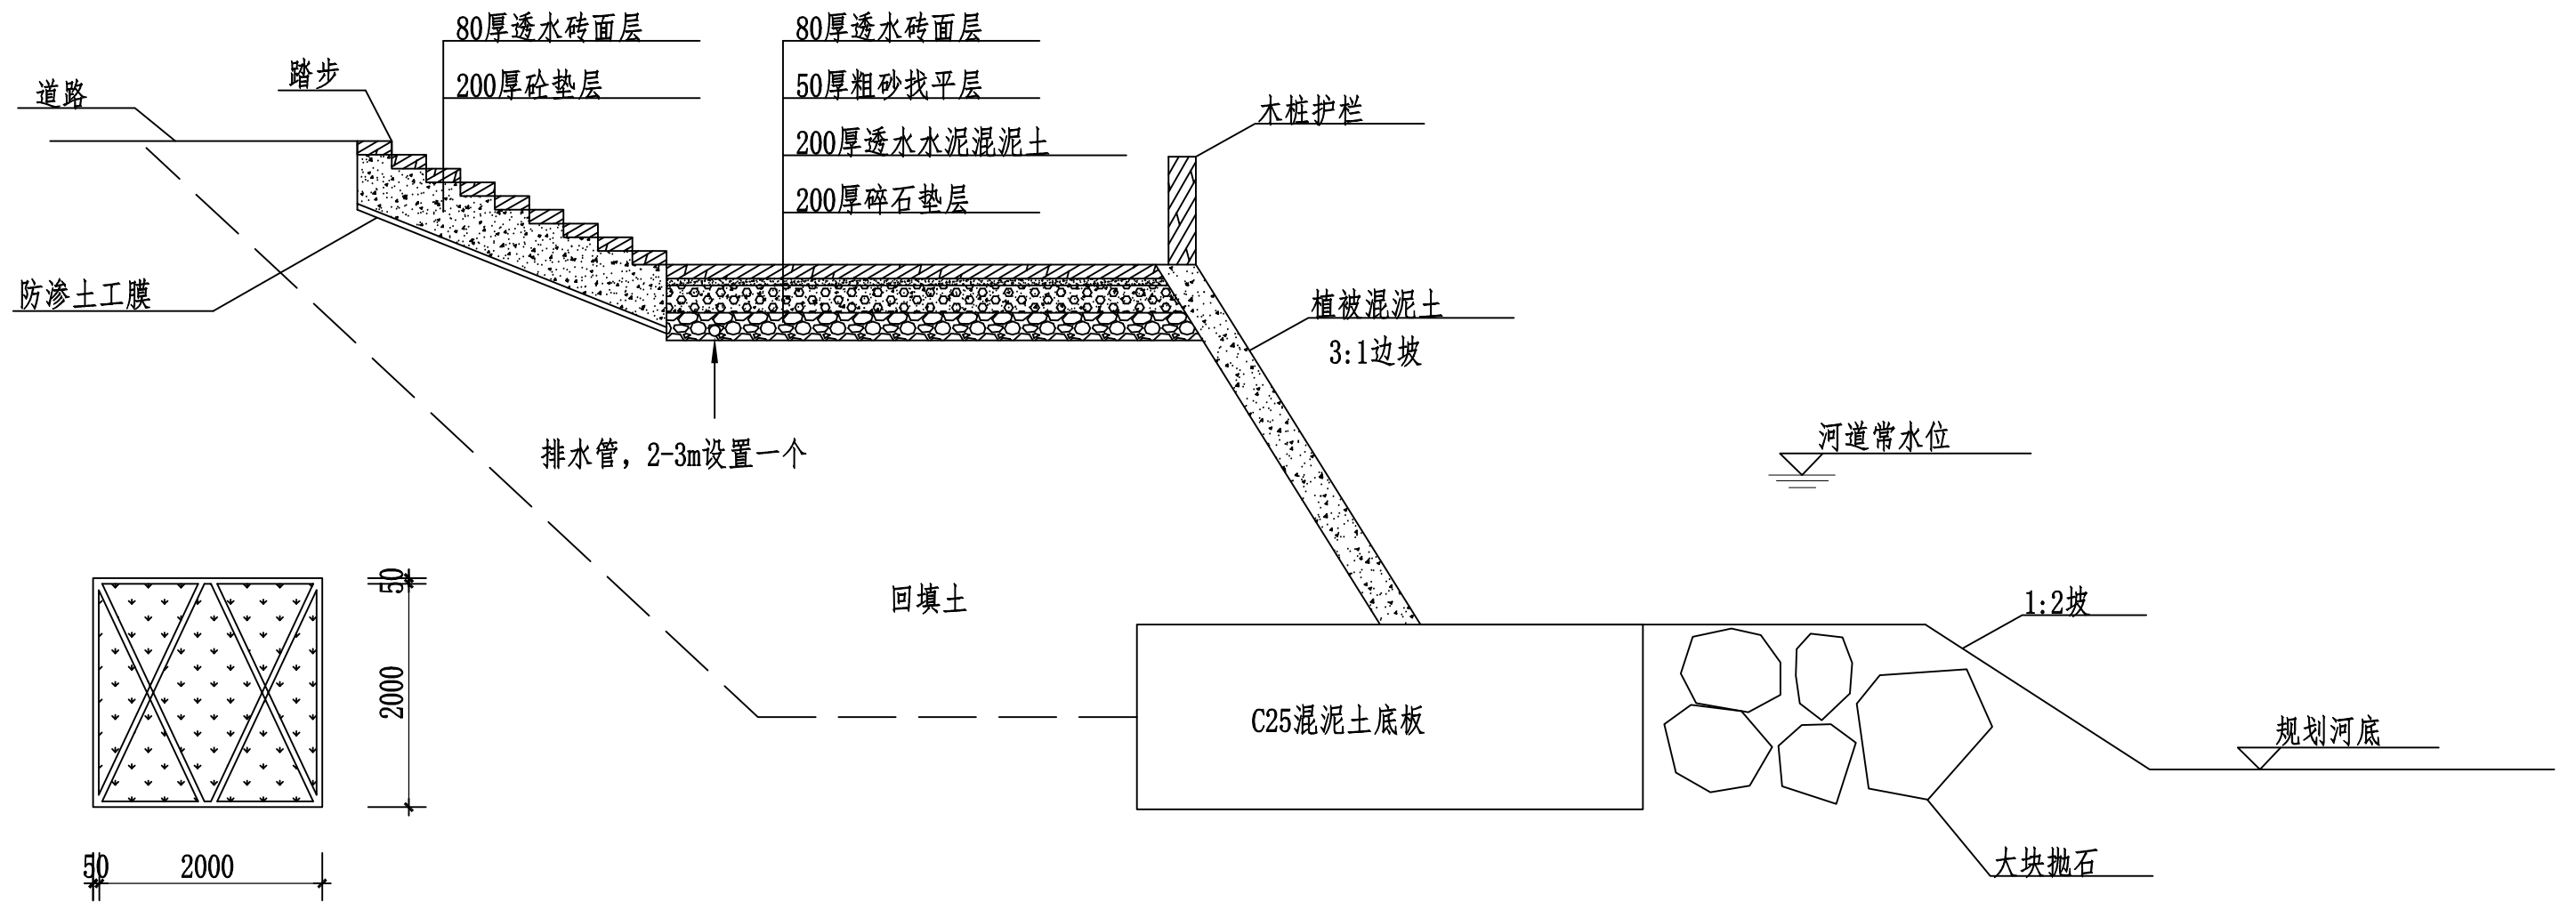 80厚透水砖面层
200厚砼垫层
80厚透水砖面层
50厚粗砂找平层
200厚透水水泥混泥土
200厚碎石垫层
踏步
道路
木桩护栏
防渗土工膜
植被混泥土
3:1边坡
排水管，2-3m设置一个
河道常水位
回填土
1:2坡
50
2000
C25混泥土底板
规划河底
50
2000
大块抛石